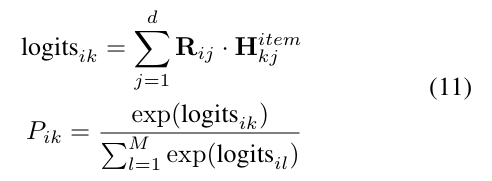 logits_{ik} = \sum_{j=1}^{d} \mathbf{R}_{ij} \cdot \mathbf{H}_{kj}^{item}
P_{ik} = \frac{\exp(\text{logits}_{ik})}{\sum_{l=1}^{M} \exp(\text{logits}_{il})}
(11)